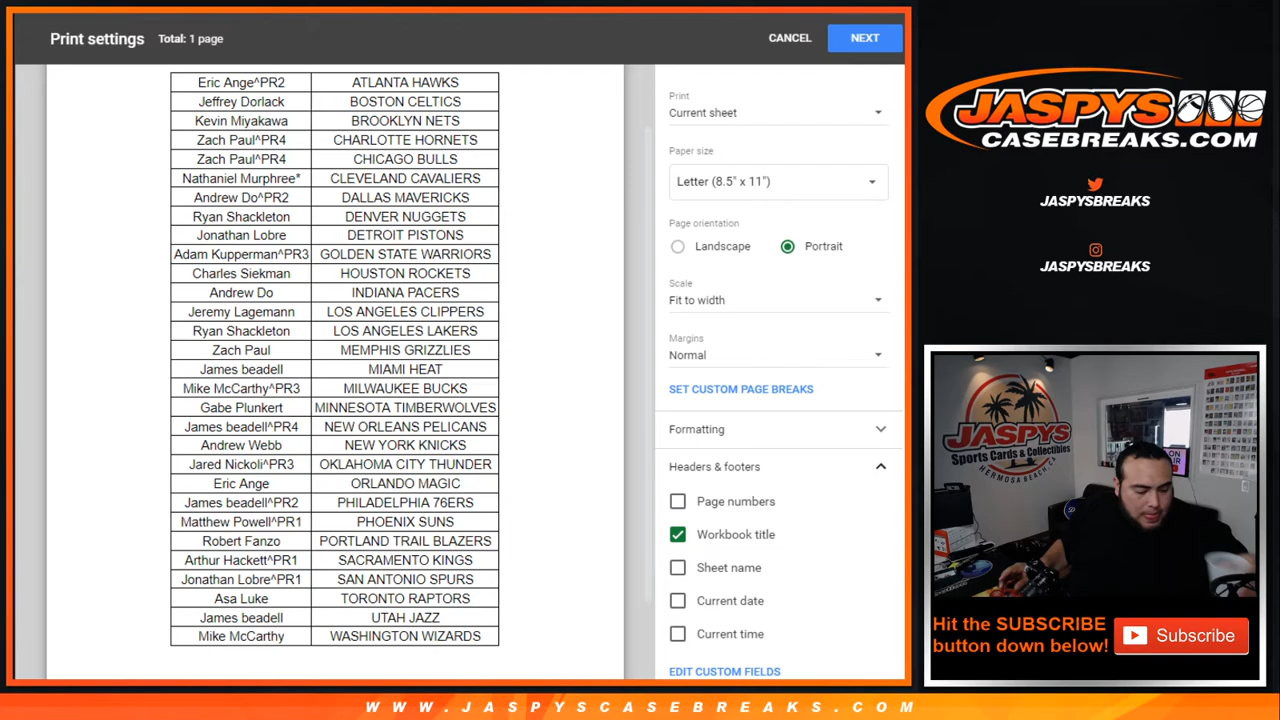 Print settings Total: 1 page CANCEL NEXT
Eric Ange^PR2 ATLANTA HAWKS
Jeffrey Dorlack BOSTON CELTICS
Kevin Miyakawa BROOKLYN NETS
Zach Paul^PR4 CHARLOTTE HORNETS
Zach Paul^PR4 CHICAGO BULLS
Nathaniel Murphree* CLEVELAND CAVALIERS
Andrew Do^PR2 DALLAS MAVERICKS
Ryan Shackleton DENVER NUGGETS
Jonathan Lobre DETROIT PISTONS
Adam Kupperman^PR3 GOLDEN STATE WARRIORS
Charles Siekman HOUSTON ROCKETS
Andrew Do INDIANA PACERS
Jeremy Lagemann LOS ANGELES CLIPPERS
Ryan Shackleton LOS ANGELES LAKERS
Zach Paul MEMPHIS GRIZZLIES
James beadell MIAMI HEAT
Mike McCarthy^PR3 MILWAUKEE BUCKS
Gabe Plunkert MINNESOTA TIMBERWOLVES
James beadell^PR4 NEW ORLEANS PELICANS
Andrew Webb NEW YORK KNICKS
Jared Nickoli^PR3 OKLAHOMA CITY THUNDER
Eric Ange ORLANDO MAGIC
James beadell^PR2 PHILADELPHIA 76ERS
Matthew Powell^PR1 PHOENIX SUNS
Robert Fanzo PORTLAND TRAIL BLAZERS
Arthur Hackett^PR1 SACRAMENTO KINGS
Jonathan Lobre^PR1 SAN ANTONIO SPURS
Asa Luke TORONTO RAPTORS
James beadell UTAH JAZZ
Mike McCarthy WASHINGTON WIZARDS
Print
Current sheet
Paper size
Letter (8.5" x 11")
Page orientation
Landscape Portrait
Scale
Fit to width
Margins
Normal
SET CUSTOM PAGE BREAKS
Formatting
Headers & footers
Page numbers
Workbook title
Sheet name
Current date
Current time
EDIT CUSTOM FIELDS
JASPYS
CASEBREAKS.COM
JASPYSBREAKS
JASPYSBREAKS
JASPYS
Sports Cards & Collectibles
HERMOSA BEACH, CA
Hit the SUBSCRIBE
button down below!
Subscribe
WWW.JASPYSCASEBREAKS.COM